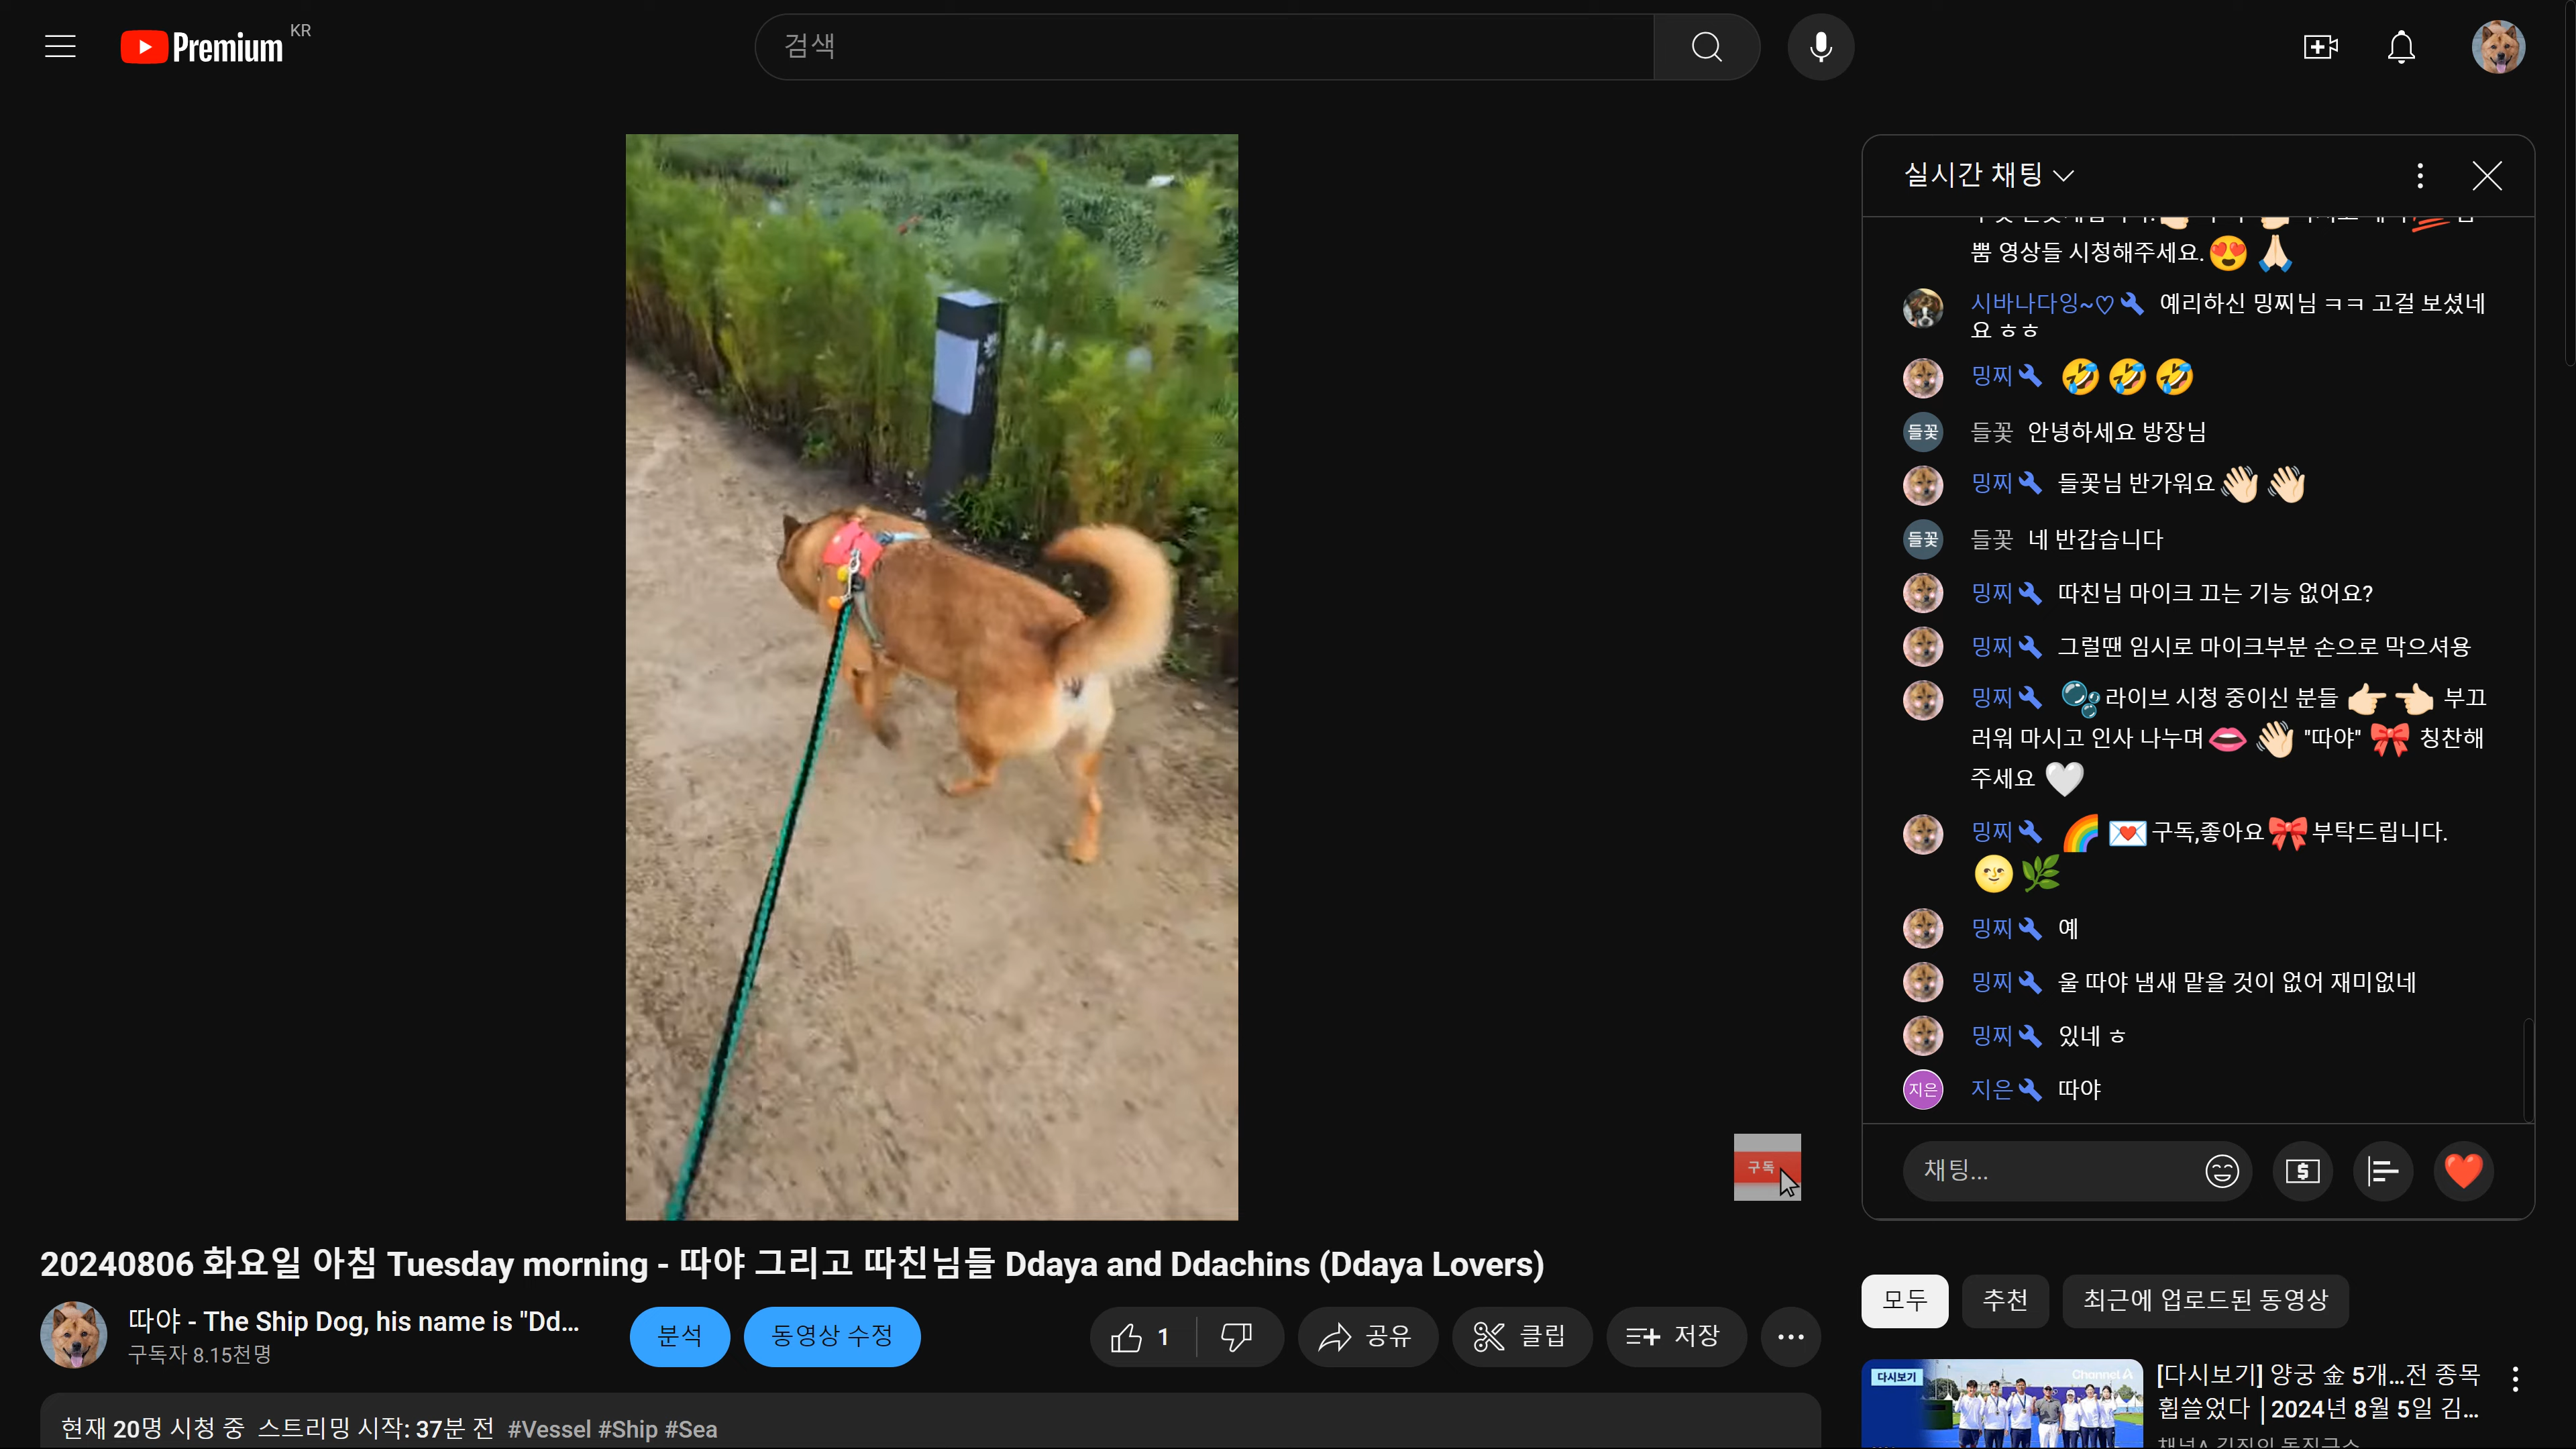 Premium KR
검색
실시간 채팅
뿜 영상들 시청해주세요.😍🙏🏻
시바나다잉~♡ 예리하신 밍찌님 ㅋㅋ 고걸 보셨네
요 ㅎㅎ
밍찌 🤣🤣🤣
들꽃 들꽃 안녕하세요 방장님
밍찌 들꽃님 반가워요👋🏻👋🏻
들꽃 들꽃 네 반갑습니다
밍찌 따친님 마이크 끄는 기능 없어요?
밍찌 그럴땐 임시로 마이크부분 손으로 막으셔용
밍찌 🫧라이브 시청 중이신 분들 👉🏻👈🏻 부끄
러워 마시고 인사 나누며👄👋🏻 "따야" 🎀 칭찬해
주세요 🤍
밍찌 🌈💌구독,좋아요🎀부탁드립니다.
🌝🌿
밍찌 예
밍찌 울 따야 냄새 맡을 것이 없어 재미없네
밍찌 있네 ㅎ
지은 지은 따야
채팅...
구독
20240806 화요일 아침 Tuesday morning - 따야 그리고 따친님들 Ddaya and Ddachins (Ddaya Lovers)
따야 - The Ship Dog, his name is "Dd...
구독자 8.15천명
분석
동영상 수정
1
공유
클립
저장
현재 20명 시청 중 스트리밍 시작: 37분 전 #Vessel #Ship #Sea
모두
추천
최근에 업로드된 동영상
다시보기
Channel A
[다시보기] 양궁 金 5개...전 종목
휩쓸었다 | 2024년 8월 5일 김...